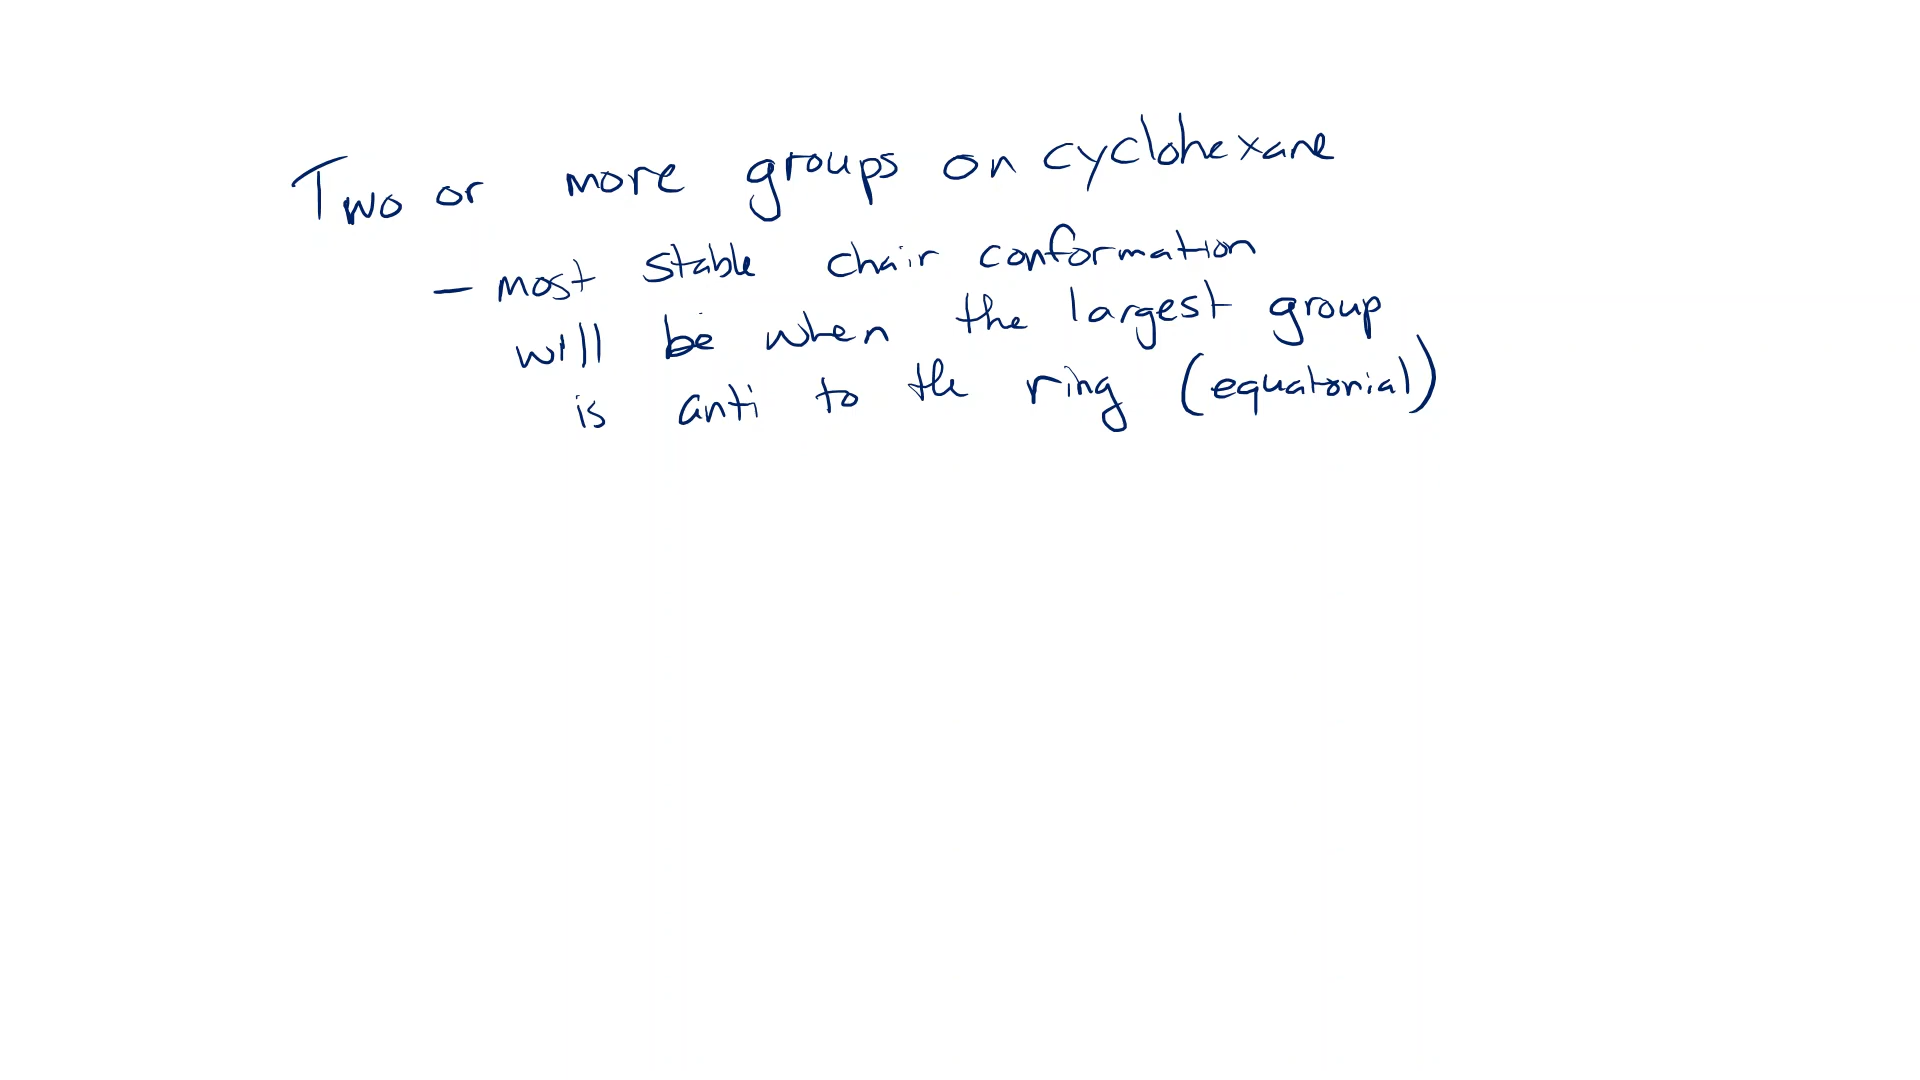 Two or more groups on cyclohexane
- most stable chair conformation
will be when the largest group
is anti to the ring (equatorial)